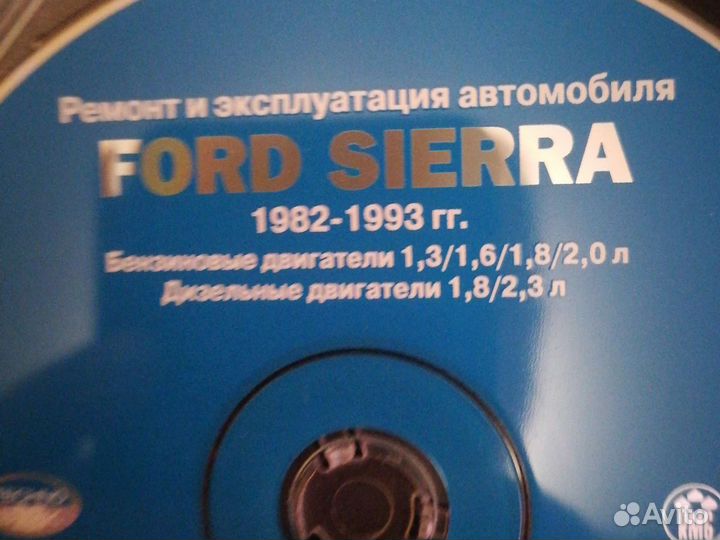 Ремонт и эксплуатация автомобиля
FORD SIERRA
1982-1993 гг.
Бензиновые двигатели 1,3/1,6/1,8/2,0 л
Дизельные двигатели 1,8/2,3 л
КМБ
Avito